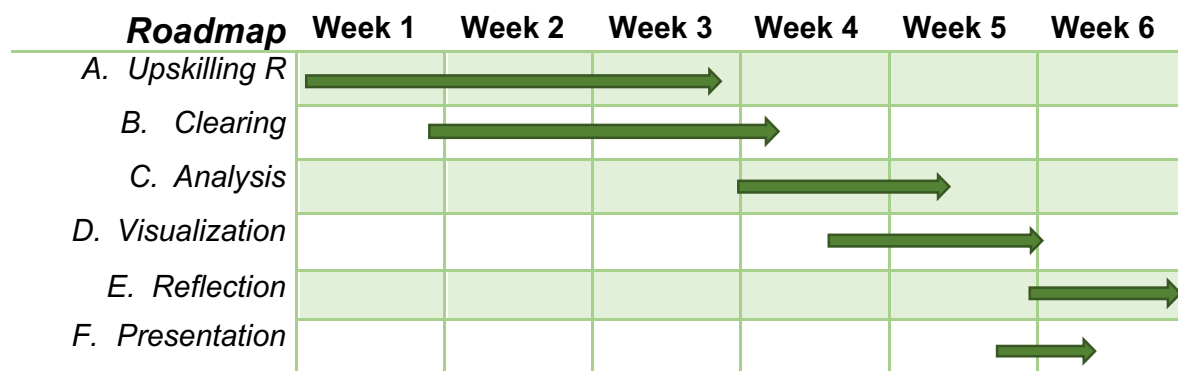 Roadmap Week 1 Week 2 Week 3 Week 4 Week 5 Week 6
A. Upskilling R
B. Clearing
C. Analysis
D. Visualization
E. Reflection
F. Presentation